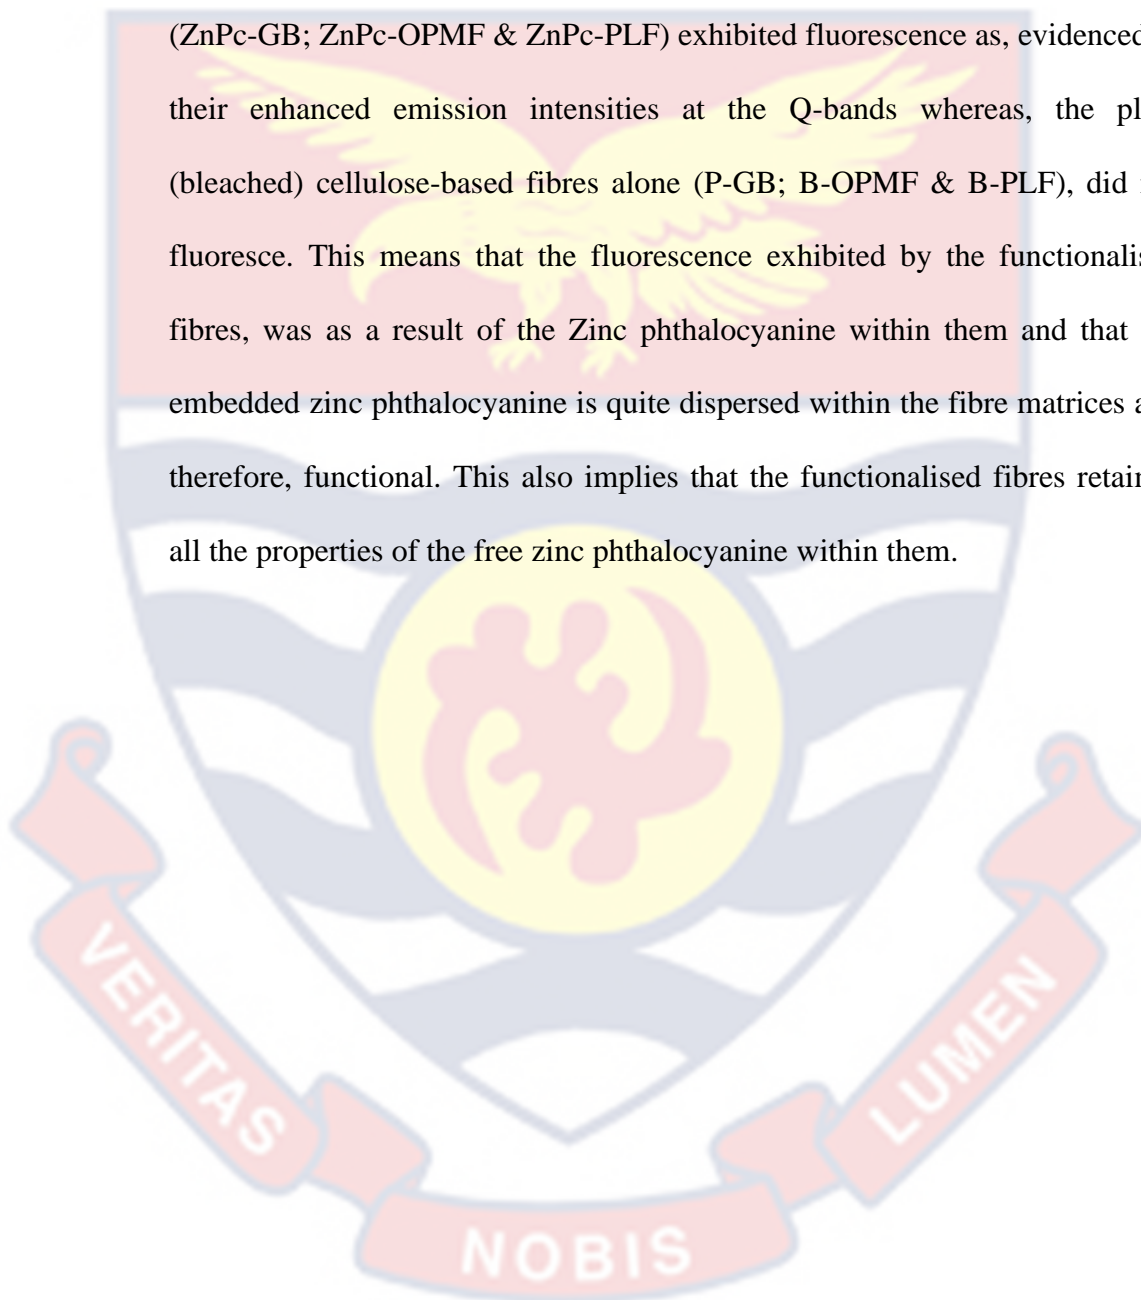 (ZnPc-GB; ZnPc-OPMF & ZnPc-PLF) exhibited fluorescence as, evidenced
their enhanced emission intensities at the Q-bands whereas, the pl
(bleached) cellulose-based fibres alone (P-GB; B-OPMF & B-PLF), did
fluoresce. This means that the fluorescence exhibited by the functionalis
fibres, was as a result of the Zinc phthalocyanine within them and that
embedded zinc phthalocyanine is quite dispersed within the fibre matrices a
therefore, functional. This also implies that the functionalised fibres retain
all the properties of the free zinc phthalocyanine within them.
VERITAS
NOBIS
LUMEN